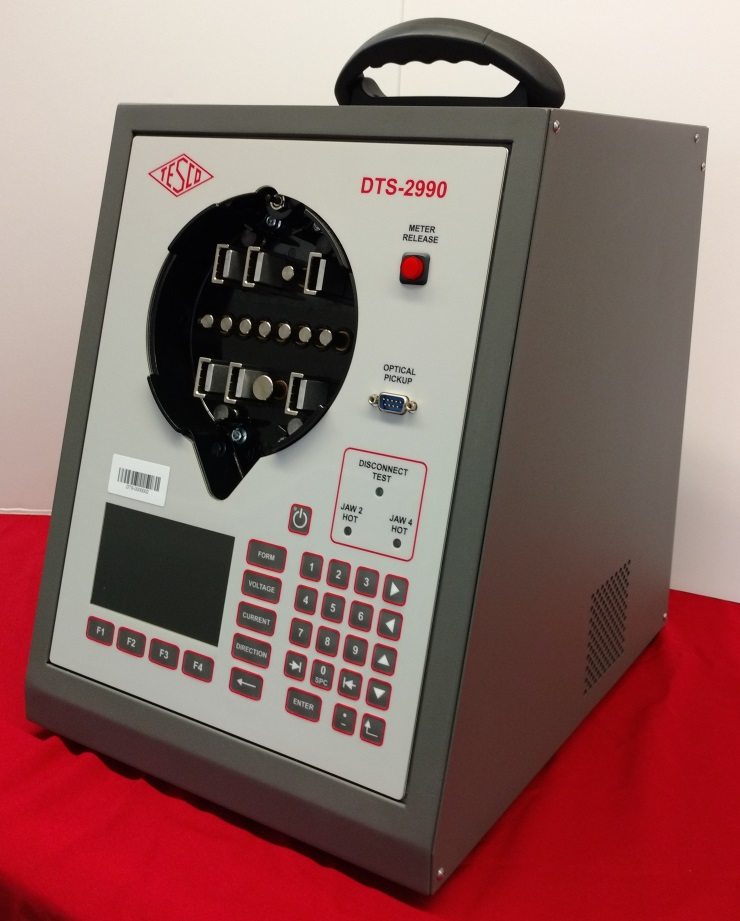 TESCO
DTS-2990
METER
RELEASE
OPTICAL
PICKUP
DISCONNECT
TEST
JAW 2
HOT
JAW 4
HOT
FORM
VOLTAGE
CURRENT
DIRECTION
1 2 3
4 5 6
7 8 9
0
SPC
ENTER
F1 F2 F3 F4